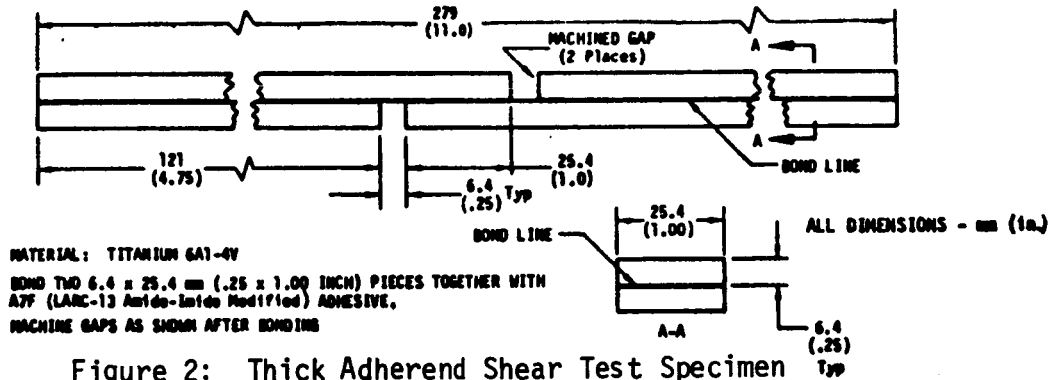 279
(11.0)
MACHINED GAP
(2 Places)
A
A
121
(4.75)
25.4
(1.0)
6.4 Typ
(.25)
BOND LINE
25.4
(1.00)
BOND LINE
ALL DIMENSIONS - mm (in.)
MATERIAL: TITANIUM 6Al-4V
BOND TWO 6.4 x 25.4 mm (.25 x 1.00 INCH) PIECES TOGETHER WITH
A7F (LARC-13 Amide-Imide Modified) ADHESIVE.
MACHINE GAPS AS SHOWN AFTER BONDING
A-A
6.4
(.25)
Typ
Figure 2: Thick Adherend Shear Test Specimen